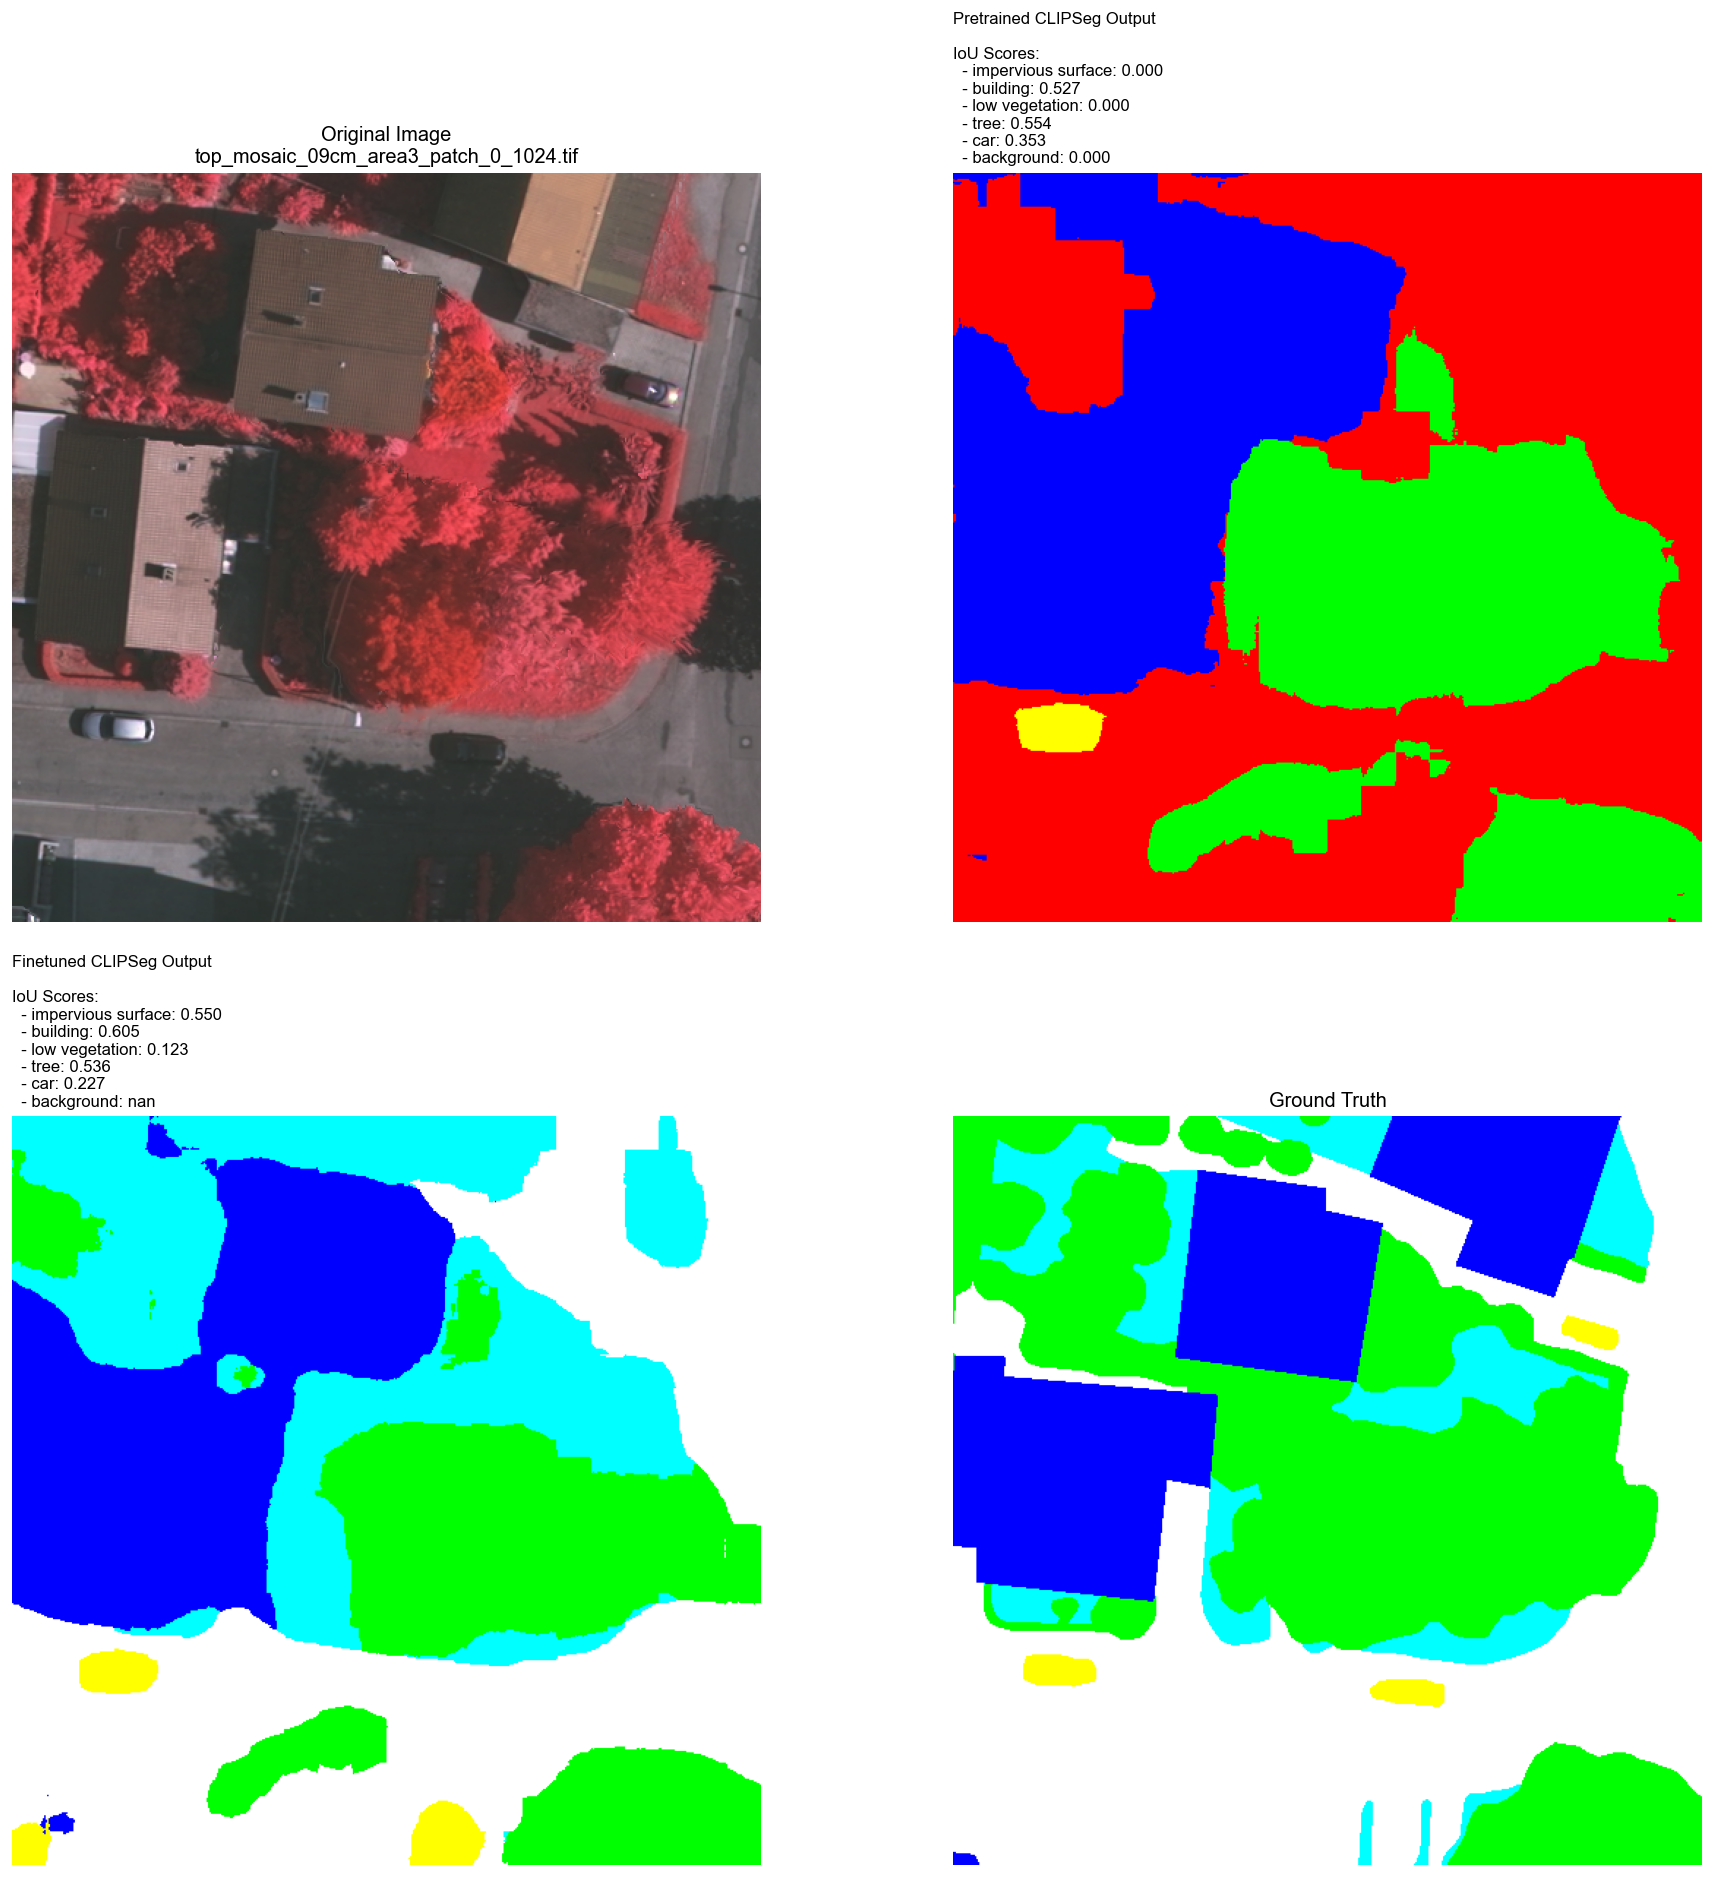 Pretrained CLIPSeg Output
IoU Scores:
- impervious surface: 0.000
- building: 0.527
- low vegetation: 0.000
- tree: 0.554
- car: 0.353
- background: 0.000
Original Image
top_mosaic_09cm_area3_patch_0_1024.tif
Finetuned CLIPSeg Output
IoU Scores:
- impervious surface: 0.550
- building: 0.605
- low vegetation: 0.123
- tree: 0.536
- car: 0.227
- background: nan
Ground Truth